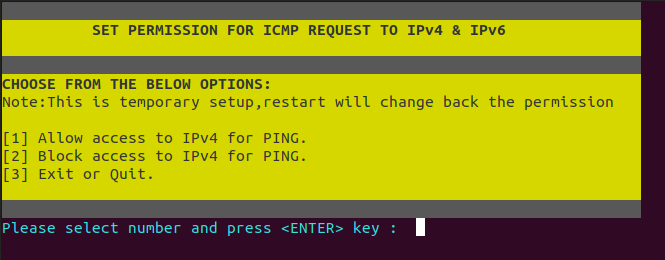 SET PERMISSION FOR ICMP REQUEST TO IPv4 & IPv6
CHOOSE FROM THE BELOW OPTIONS:
Note:This is temporary setup,restart will change back the permission
[1] Allow access to IPv4 for PING.
[2] Block access to IPv4 for PING.
[3] Exit or Quit.
Please select number and press <ENTER> key :